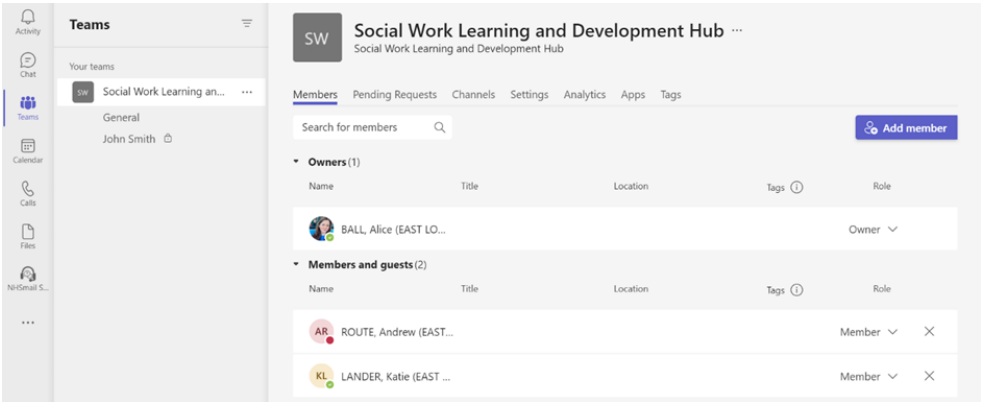 Activity
Chat
Teams
Calendar
Calls
Files
NHSmail S...
Teams
Your teams
SW Social Work Learning an... ...
General
John Smith
SW
Social Work Learning and Development Hub ...
Social Work Learning and Development Hub
Members Pending Requests Channels Settings Analytics Apps Tags
Search for members
Add member
Owners (1)
Name Title Location Tags Role
BALL, Alice (EAST LO... Owner
Members and guests (2)
Name Title Location Tags Role
AR ROUTE, Andrew (EAST... Member
KL LANDER, Katie (EAST ... Member